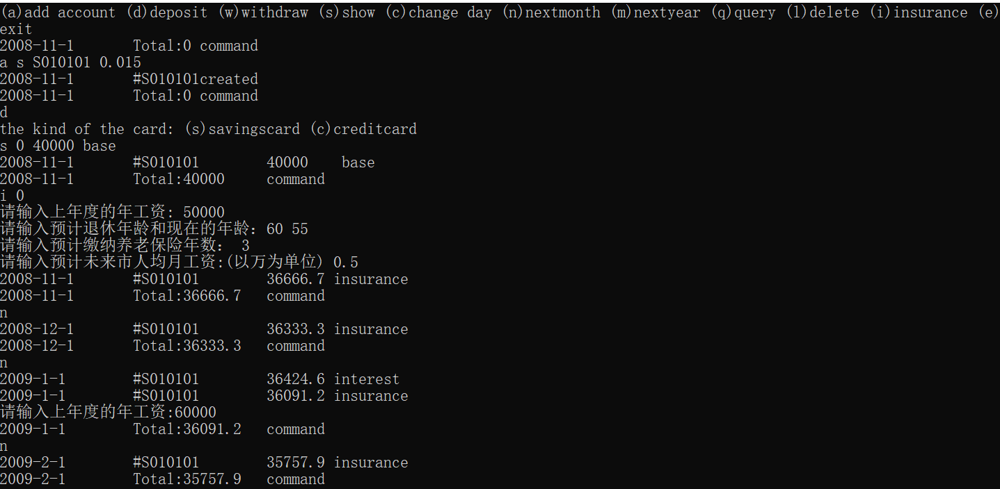 (a)add account (d)deposit (w)withdraw (s)show (c)change day (n)nextmonth (m)nextyear (q)query (l)delete (i)insurance (e)
exit
2008-11-1 Total:0 command
a s S010101 0.015
2008-11-1 #S010101created
2008-11-1 Total:0 command
d
the kind of the card: (s)savingscard (c)creditcard
s 0 40000 base
2008-11-1 #S010101 40000 base
2008-11-1 Total:40000 command
i 0
请输入上年度的年工资: 50000
请输入预计退休年龄和现在的年龄：60 55
请输入预计缴纳养老保险年数： 3
请输入预计未来市人均月工资:(以万为单位) 0.5
2008-11-1 #S010101 36666.7 insurance
2008-11-1 Total:36666.7 command
n
2008-12-1 #S010101 36333.3 insurance
2008-12-1 Total:36333.3 command
n
2009-1-1 #S010101 36424.6 interest
2009-1-1 #S010101 36091.2 insurance
请输入上年度的年工资:60000
2009-1-1 Total:36091.2 command
n
2009-2-1 #S010101 35757.9 insurance
2009-2-1 Total:35757.9 command